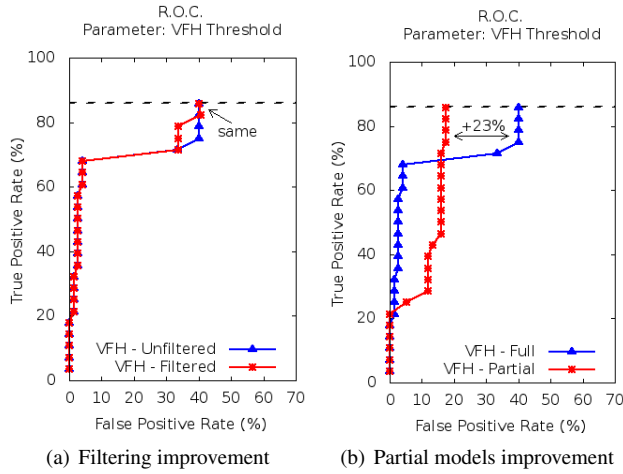 R.O.C.
Parameter: VFH Threshold
100
80
60
40
20
0
True Positive Rate (%)
same
VFH - Unfiltered
VFH - Filtered
0 10 20 30 40 50 60 70
False Positive Rate (%)
(a) Filtering improvement
R.O.C.
Parameter: VFH Threshold
100
80
60
40
20
0
True Positive Rate (%)
+23%
VFH - Full
VFH - Partial
0 10 20 30 40 50 60 70
False Positive Rate (%)
(b) Partial models improvement